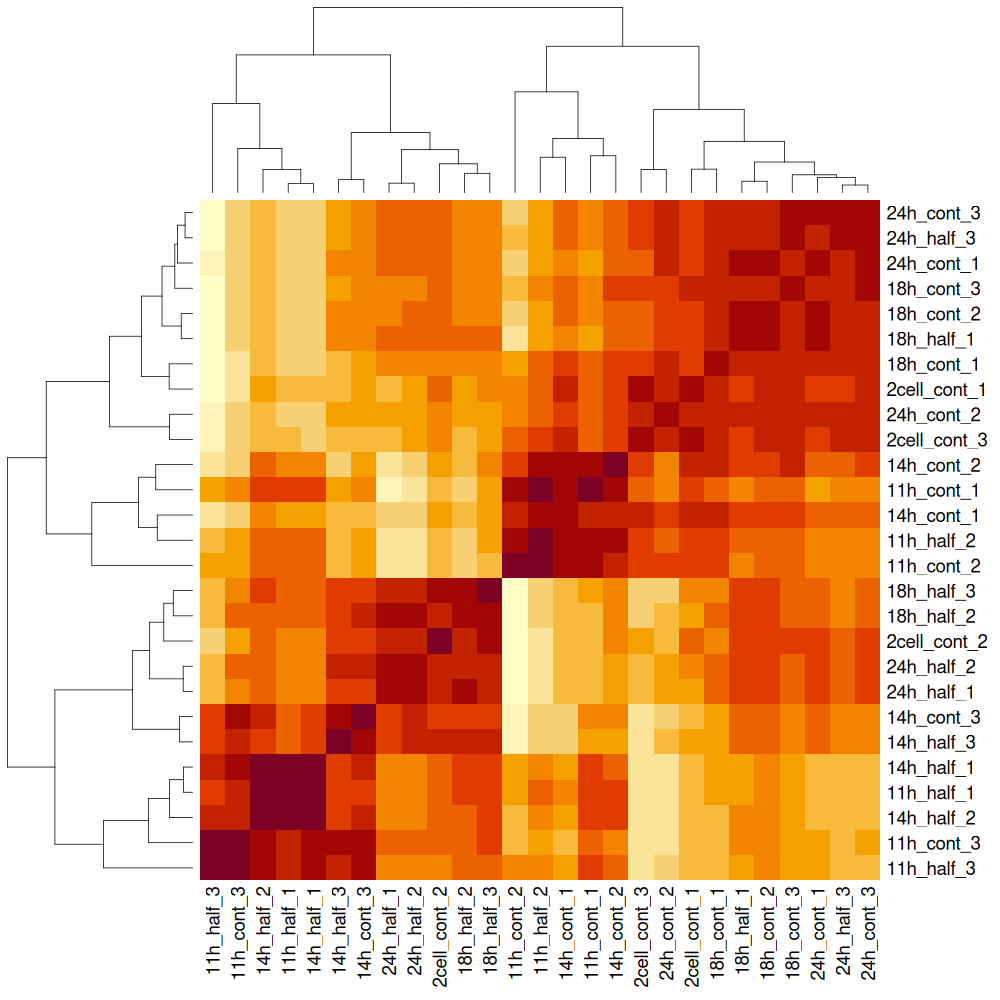 24h_cont_3
24h_half_3
24h_cont_1
18h_cont_3
18h_cont_2
18h_half_1
18h_cont_1
2cell_cont_1
24h_cont_2
2cell_cont_3
14h_cont_2
11h_cont_1
14h_cont_1
11h_half_2
11h_cont_2
18h_half_3
18h_half_2
2cell_cont_2
24h_half_2
24h_half_1
14h_cont_3
14h_half_3
14h_half_1
11h_half_1
14h_half_2
11h_cont_3
11h_half_3
11h_half_3
11h_cont_3
14h_half_2
11h_half_1
14h_half_1
14h_half_3
14h_cont_3
24h_half_1
24h_half_2
2cell_cont_2
18h_half_2
18h_half_3
11h_cont_2
11h_half_2
14h_cont_1
11h_cont_1
14h_cont_2
2cell_cont_3
24h_cont_2
2cell_cont_1
18h_cont_1
18h_half_1
18h_cont_2
18h_cont_3
24h_cont_1
24h_half_3
24h_cont_3